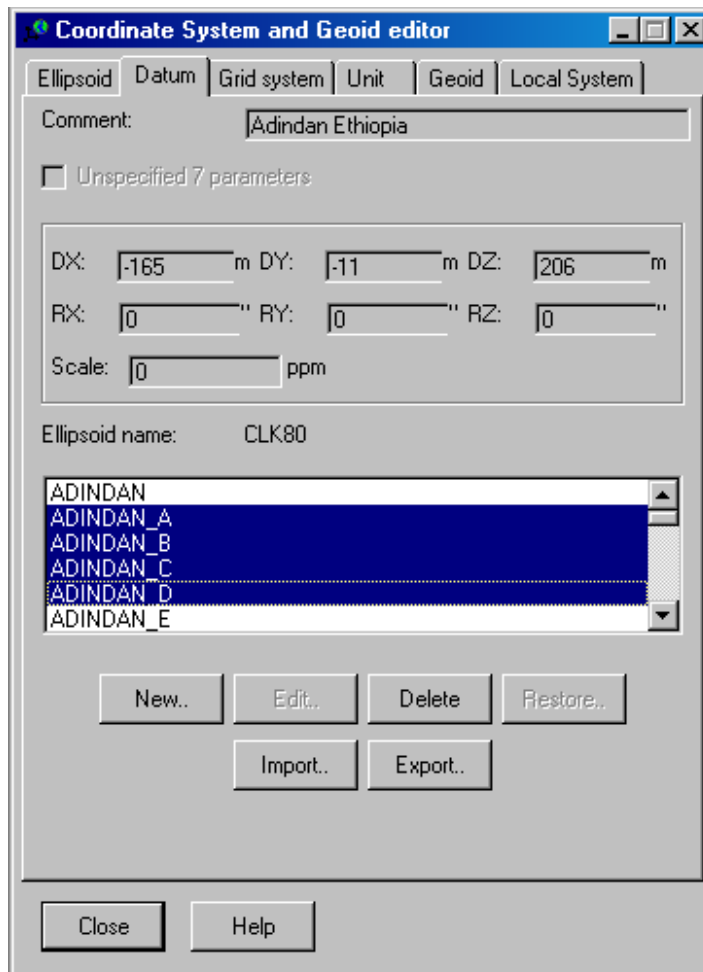 Coordinate System and Geoid editor
Ellipsoid Datum Grid system Unit Geoid Local System
Comment: Adindan Ethiopia
Unspecified 7 parameters
DX: -165 m DY: -11 m DZ: 206 m
RX: 0 " RY: 0 " RZ: 0 "
Scale: 0 ppm
Ellipsoid name: CLK80
ADINDAN
ADINDAN_A
ADINDAN_B
ADINDAN_C
ADINDAN_D
ADINDAN_E
New.. Edit.. Delete Restore..
Import.. Export..
Close Help